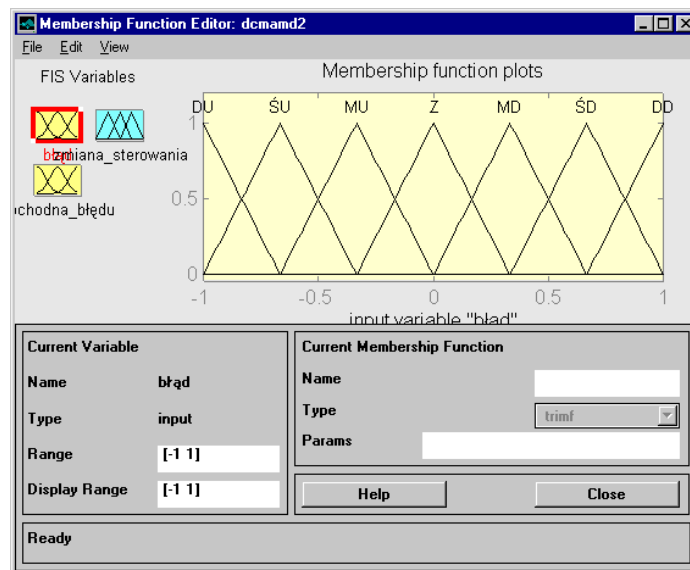 Membership Function Editor: dcmamd2
File Edit View
FIS Variables
Membership function plots
DU ŚU MU Z MD ŚD DD
1
0.5
0
-1 -0.5 0 0.5 1
input variable "błąd"
błąd
zmiana_sterowania
ochodna_błędu
Current Variable
Name błąd
Type input
Range [-1 1]
Display Range [-1 1]
Current Membership Function
Name
Type trimf
Params
Help Close
Ready